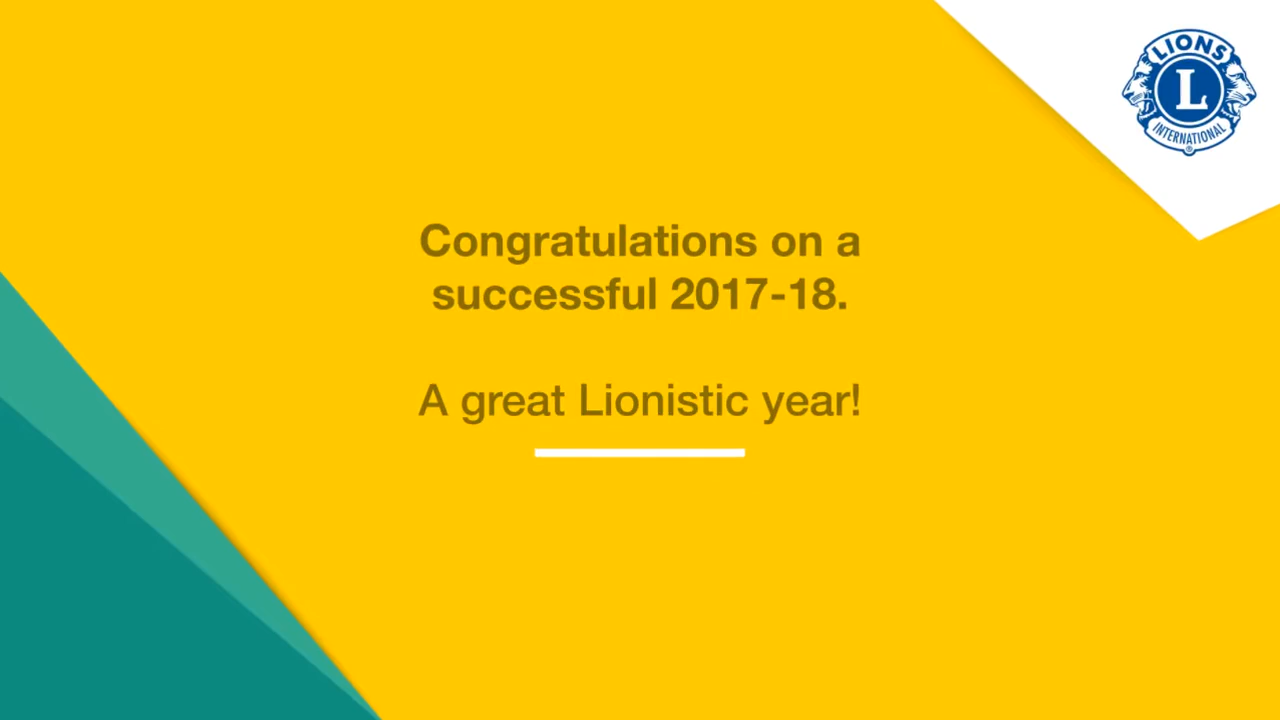 LIONS
L
INTERNATIONAL
®
Congratulations on a
successful 2017-18.
A great Lionistic year!